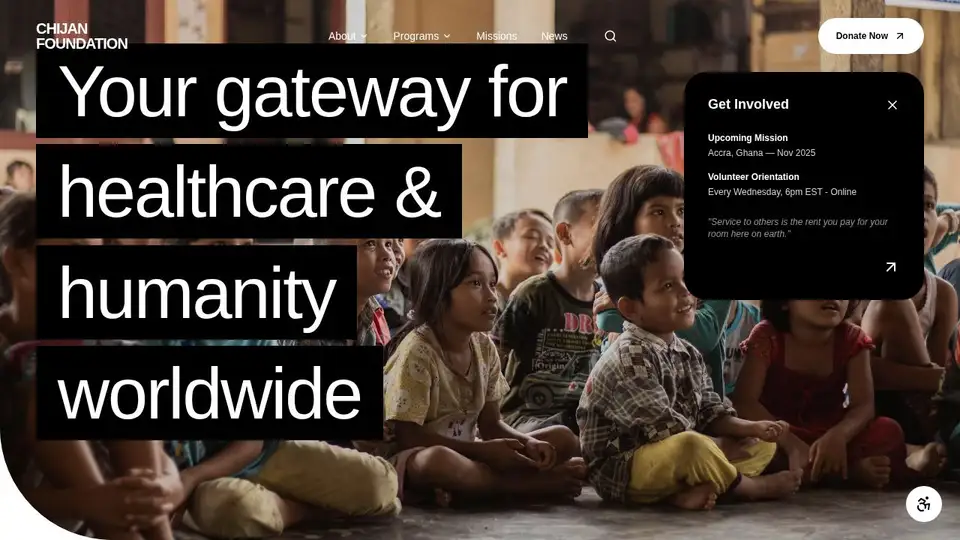 CHIJAN
FOUNDATION
About
Programs
Missions
News
Donate Now
Your gateway for
healthcare &
humanity
worldwide
Get Involved
Upcoming Mission
Accra, Ghana — Nov 2025
Volunteer Orientation
Every Wednesday, 6pm EST - Online
"Service to others is the rent you pay for your
room here on earth."
DRE
Origin